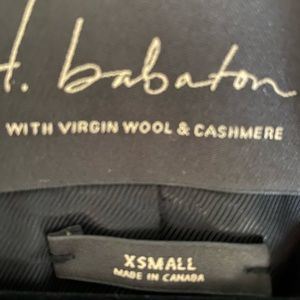 babaton
WITH VIRGIN WOOL & CASHMERE
XSMALL
MADE IN CANADA